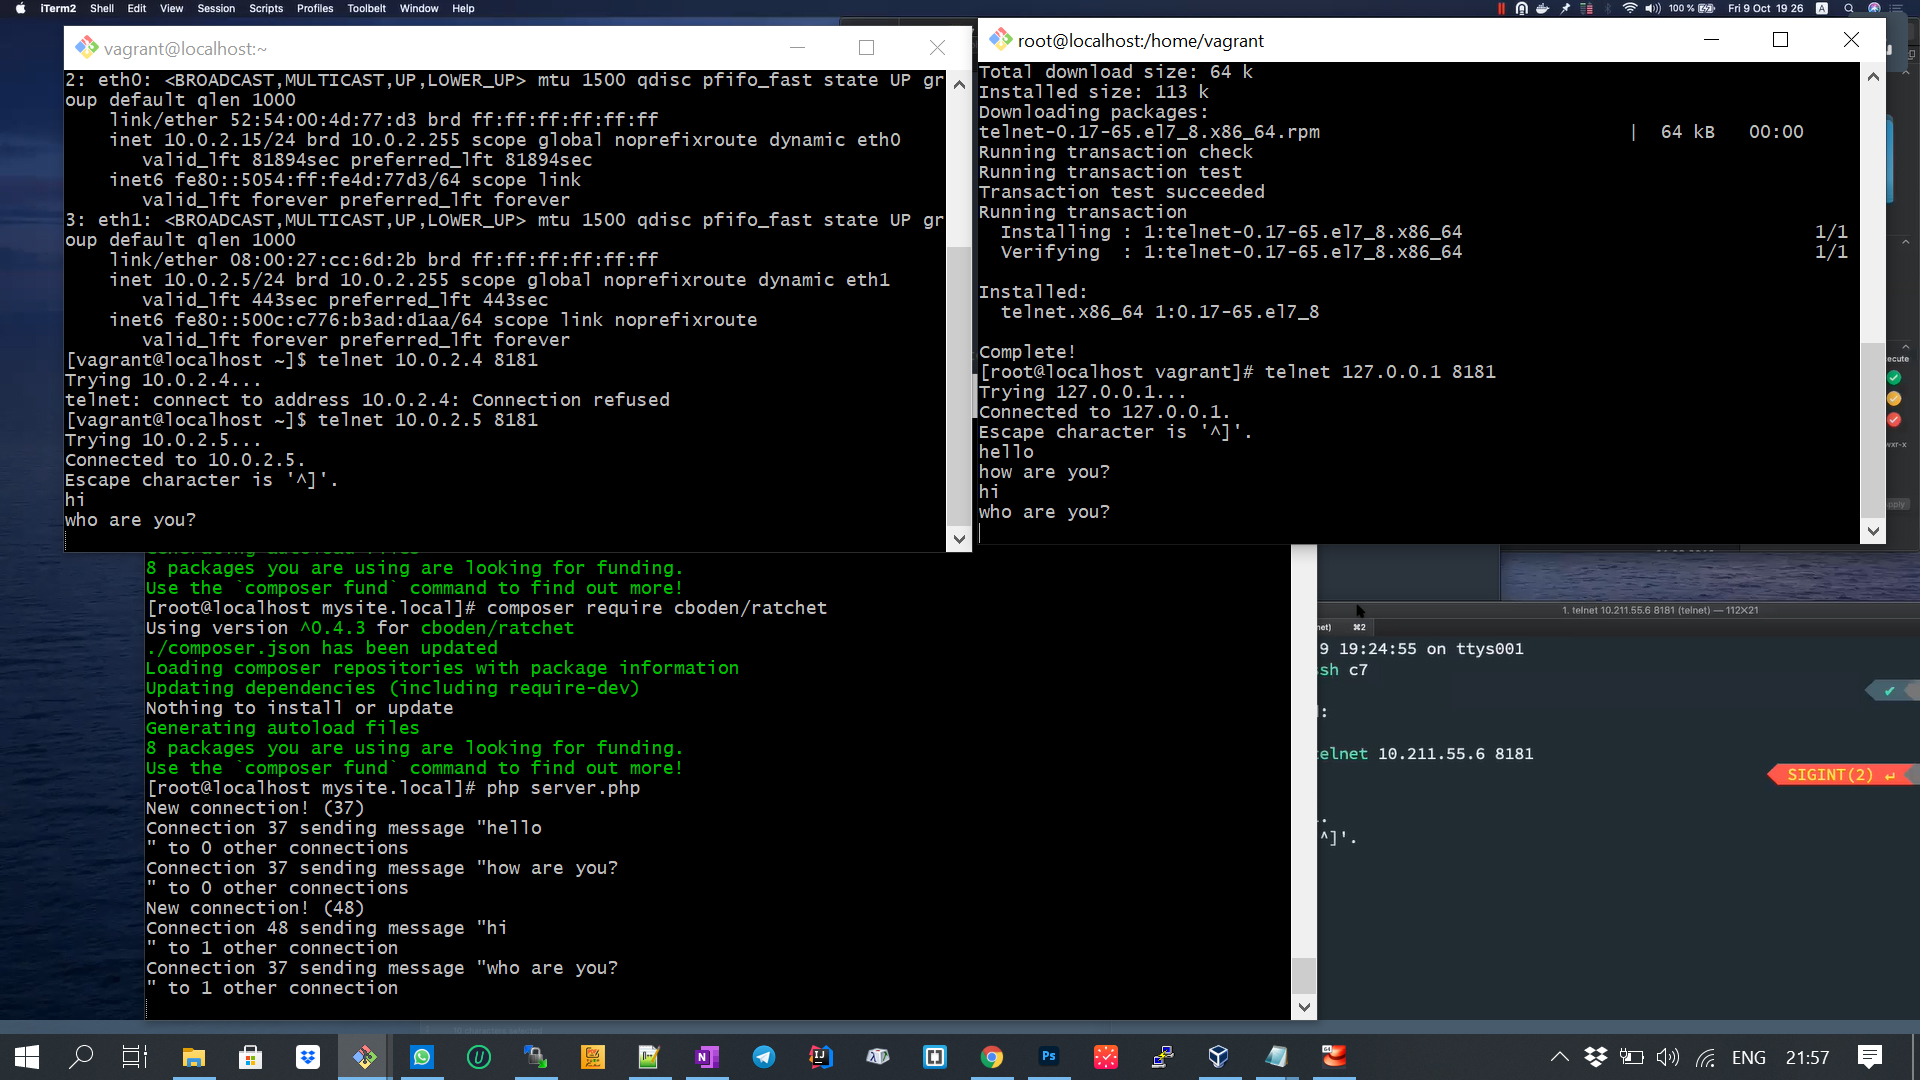 iTerm2 Shell Edit View Session Scripts Profiles Toolbelt Window Help
100 % Fri 9 Oct 19 26 A
vagrant@localhost:~
2: eth0: <BROADCAST,MULTICAST,UP,LOWER_UP> mtu 1500 qdisc pfifo_fast state UP gr
oup default qlen 1000
link/ether 52:54:00:4d:77:d3 brd ff:ff:ff:ff:ff:ff
inet 10.0.2.15/24 brd 10.0.2.255 scope global noprefixroute dynamic eth0
valid_lft 81894sec preferred_lft 81894sec
inet6 fe80::5054:ff:fe4d:77d3/64 scope link
valid_lft forever preferred_lft forever
3: eth1: <BROADCAST,MULTICAST,UP,LOWER_UP> mtu 1500 qdisc pfifo_fast state UP gr
oup default qlen 1000
link/ether 08:00:27:cc:6d:2b brd ff:ff:ff:ff:ff:ff
inet 10.0.2.5/24 brd 10.0.2.255 scope global noprefixroute dynamic eth1
valid_lft 443sec preferred_lft 443sec
inet6 fe80::500c:c776:b3ad:d1aa/64 scope link noprefixroute
valid_lft forever preferred_lft forever
[vagrant@localhost ~]$ telnet 10.0.2.4 8181
Trying 10.0.2.4...
telnet: connect to address 10.0.2.4: Connection refused
[vagrant@localhost ~]$ telnet 10.0.2.5 8181
Trying 10.0.2.5...
Connected to 10.0.2.5.
Escape character is '^]'.
hi
who are you?
root@localhost:/home/vagrant
Total download size: 64 k
Installed size: 113 k
Downloading packages:
telnet-0.17-65.el7_8.x86_64.rpm | 64 kB 00:00
Running transaction check
Running transaction test
Transaction test succeeded
Running transaction
Installing : 1:telnet-0.17-65.el7_8.x86_64 1/1
Verifying : 1:telnet-0.17-65.el7_8.x86_64 1/1
Installed:
telnet.x86_64 1:0.17-65.el7_8
Complete!
[root@localhost vagrant]# telnet 127.0.0.1 8181
Trying 127.0.0.1...
Connected to 127.0.0.1.
Escape character is '^]'.
hello
how are you?
hi
who are you?
Generating autoload files
8 packages you are using are looking for funding.
Use the `composer fund` command to find out more!
[root@localhost mysite.local]# composer require cboden/ratchet
Using version ^0.4.3 for cboden/ratchet
./composer.json has been updated
Loading composer repositories with package information
Updating dependencies (including require-dev)
Nothing to install or update
Generating autoload files
8 packages you are using are looking for funding.
Use the `composer fund` command to find out more!
[root@localhost mysite.local]# php server.php
New connection! (37)
Connection 37 sending message "hello
" to 0 other connections
Connection 37 sending message "how are you?
" to 0 other connections
New connection! (48)
Connection 48 sending message "hi
" to 1 other connection
Connection 37 sending message "who are you?
" to 1 other connection
1. telnet 10.211.55.6 8181 (telnet) — 112×21
net) ⌘2
9 19:24:55 on ttys001
ssh c7
:
telnet 10.211.55.6 8181
SIGINT(2) ↵
.
^]'.
ecute
wxr-x
ENG 21:57